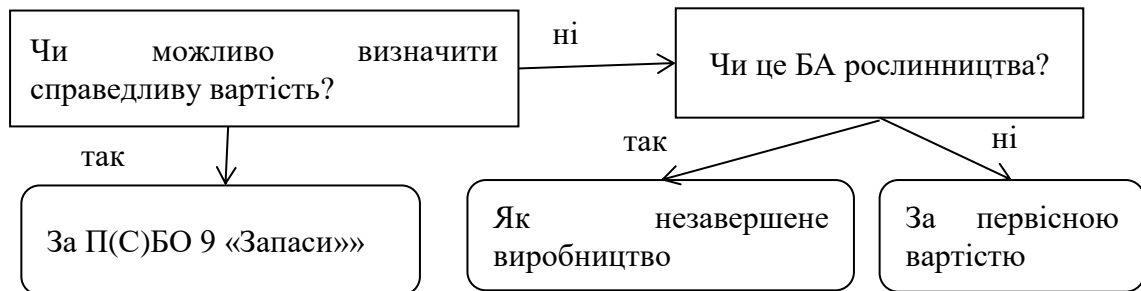 Чи можливо визначити
справедливу вартість?
ні
Чи це БА рослинництва?
так
так
ні
За П(С)БО 9 «Запаси»»
Як незавершене
виробництво
За первісною
вартістю